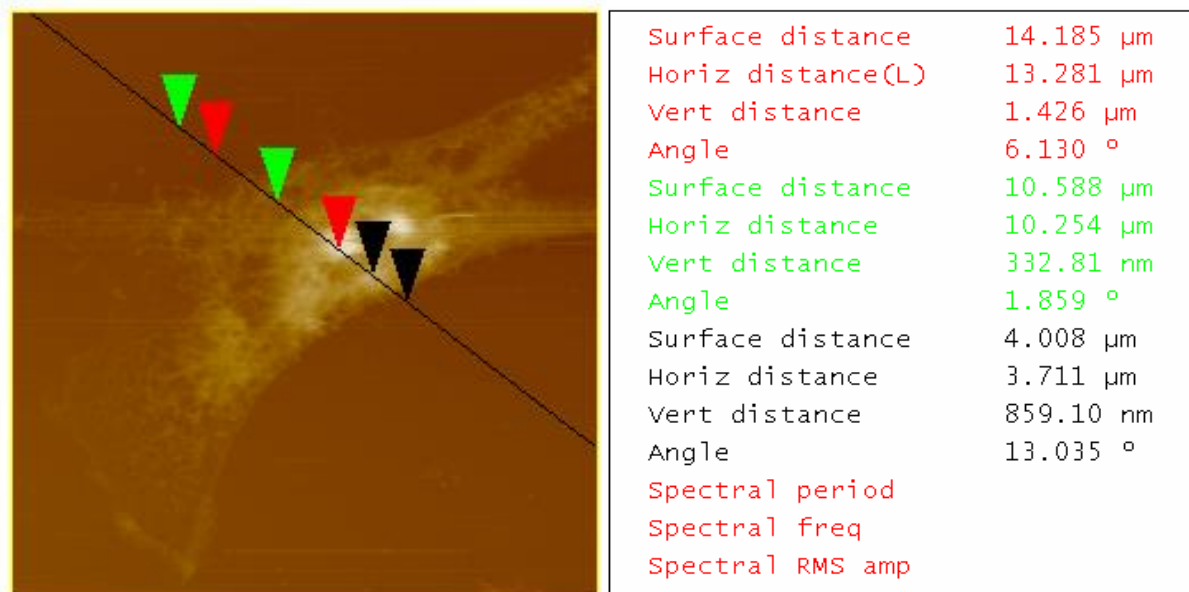 Surface distance 14.185 µm
Horiz distance(L) 13.281 µm
Vert distance 1.426 µm
Angle 6.130 º
Surface distance 10.588 µm
Horiz distance 10.254 µm
Vert distance 332.81 nm
Angle 1.859 º
Surface distance 4.008 µm
Horiz distance 3.711 µm
Vert distance 859.10 nm
Angle 13.035 º
Spectral period
Spectral freq
Spectral RMS amp